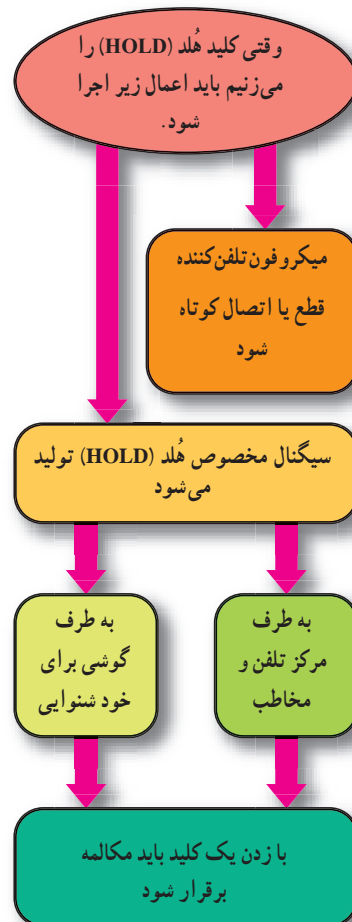 وقتی کلید هُلد (HOLD) را
می‌زنیم باید اعمال زیر اجرا
شود.
میکروفون تلفن‌کننده
قطع یا اتصال کوتاه
شود
سیگنال مخصوص هُلد (HOLD) تولید
می‌شود
به طرف
مرکز تلفن و
مخاطب
به طرف
گوشی برای
خود شنوایی
با زدن یک کلید باید مکالمه
برقرار شود